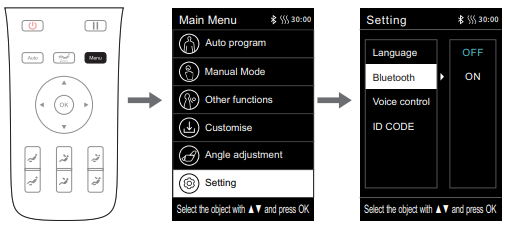 Auto
Menu
OK
Main Menu
30:00
Auto program
Manual Mode
Other functions
Customise
Angle adjustment
Setting
Select the object with ▲▼ and press OK
Setting
30:00
Language
OFF
Bluetooth
ON
Voice control
ID CODE
Select the object with ▲▼ and press OK